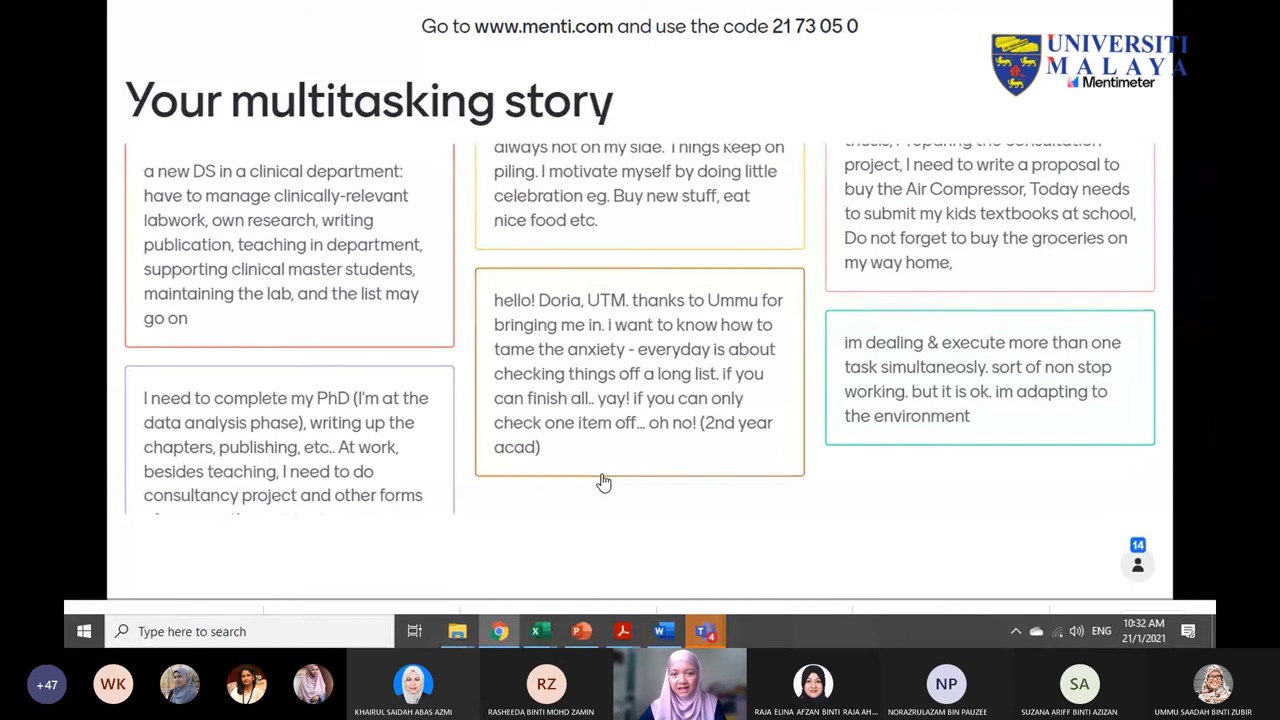 Go to www.menti.com and use the code 21 73 05 0
UNIVERSITI
MALAYA
Mentimeter
Your multitasking story
a new DS in a clinical department:
have to manage clinically-relevant
labwork, own research, writing
publication, teaching in department,
supporting clinical master students,
maintaining the lab, and the list may
go on
I need to complete my PhD (I'm at the
data analysis phase), writing up the
chapters, publishing, etc.. At work,
besides teaching, I need to do
consultancy project and other forms
always not on my side. Things keep on
piling. I motivate myself by doing little
celebration eg. Buy new stuff, eat
nice food etc.
hello! Doria, UTM. thanks to Ummu for
bringing me in. i want to know how to
tame the anxiety - everyday is about
checking things off a long list. if you
can finish all.. yay! if you can only
check one item off... oh no! (2nd year
acad)
thesis, Preparing the consultation
project, I need to write a proposal to
buy the Air Compressor, Today needs
to submit my kids textbooks at school,
Do not forget to buy the groceries on
my way home,
im dealing & execute more than one
task simultaneosly. sort of non stop
working. but it is ok. im adapting to
the environment
14
Type here to search
4
ENG
10:32 AM
21/1/2021
+47
WK
KHAIRUL SAIDAH ABAS AZMI
RZ
RASHEEDA BINTI MOHD ZAMIN
RAJA ELINA AFZAN BINTI RAJA AH...
NP
NORAZRULAZAM BIN PAUZEE
SA
SUZANA ARIFF BINTI AZIZAN
UMMU SAADAH BINTI ZUBIR